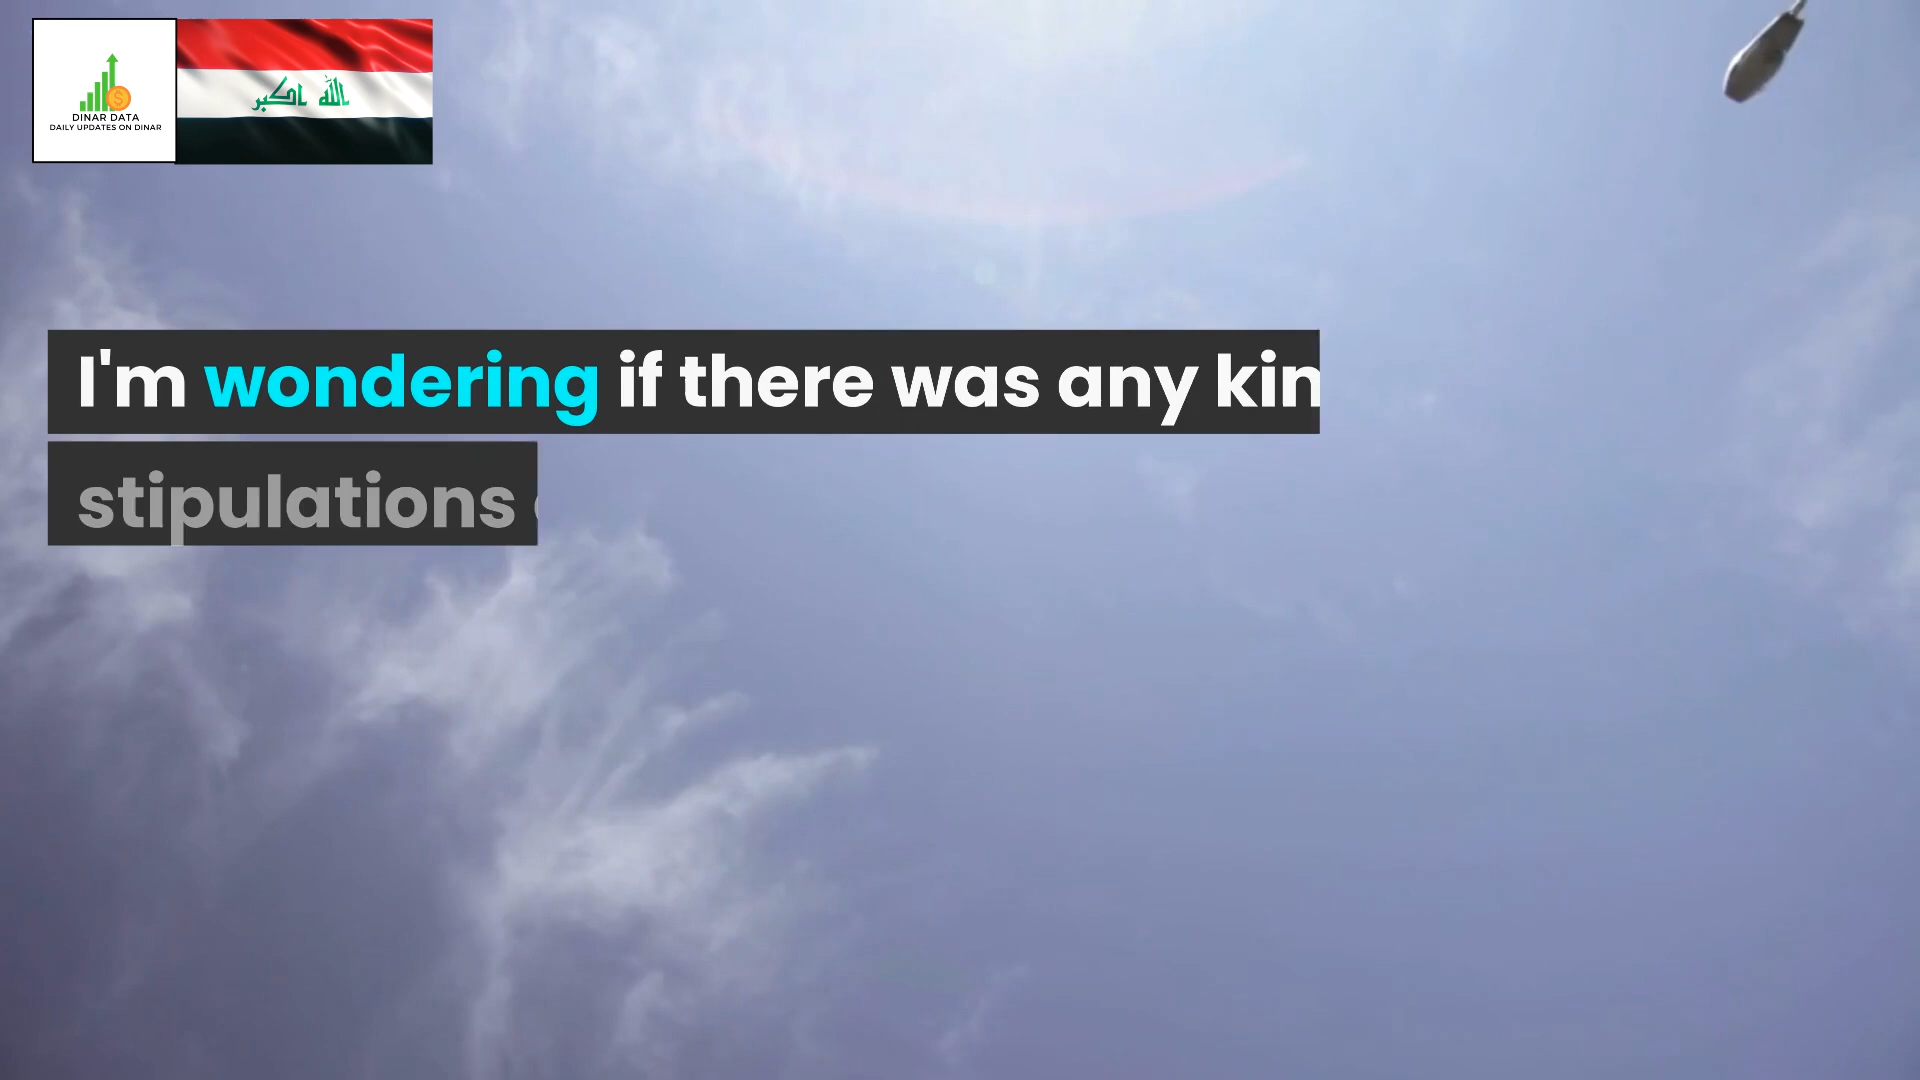 DINAR DATA
DAILY UPDATES ON DINAR
الله اكبر
I'm wondering if there was any kin
stipulations